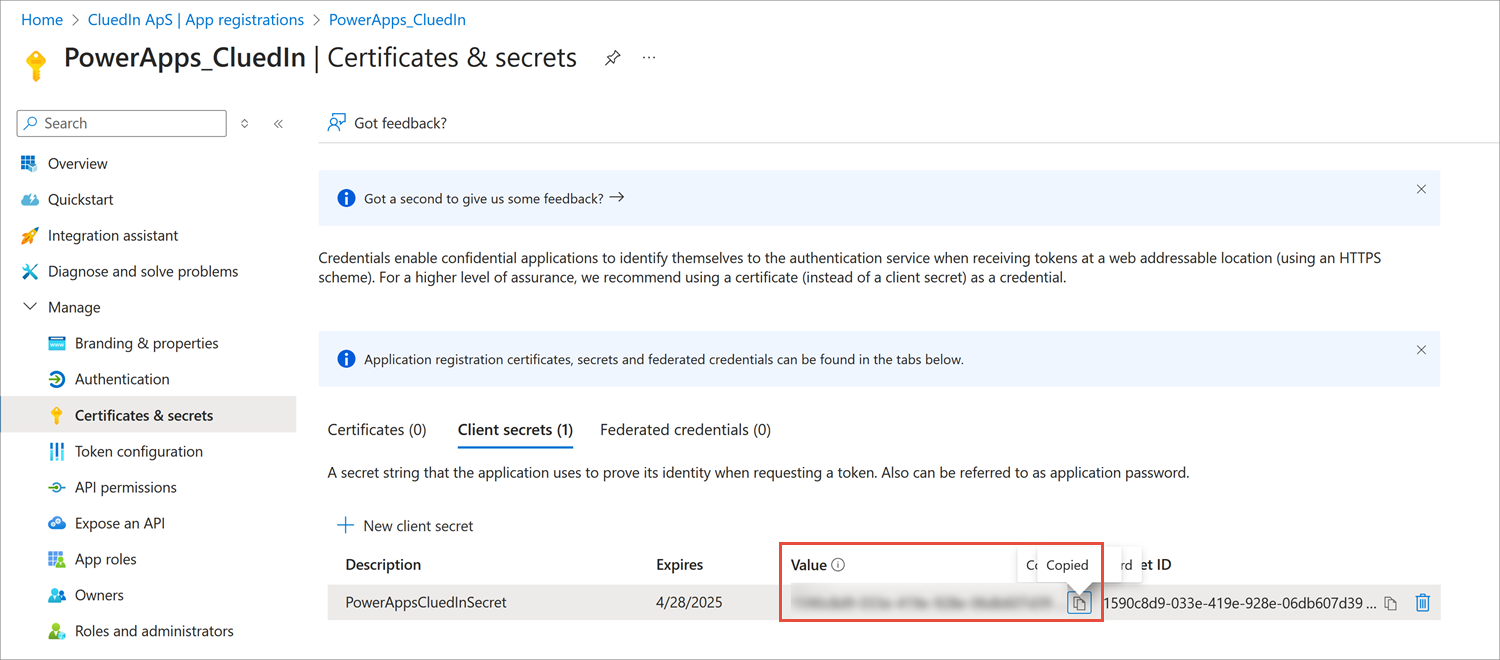 Home > CluedIn ApS | App registrations > PowerApps_CluedIn
PowerApps_CluedIn | Certificates & secrets
Search
Got feedback?
Overview
Quickstart
Integration assistant
Diagnose and solve problems
Manage
Branding & properties
Authentication
Certificates & secrets
Token configuration
API permissions
Expose an API
App roles
Owners
Roles and administrators
Got a second to give us some feedback?
Credentials enable confidential applications to identify themselves to the authentication service when receiving tokens at a web addressable location (using an HTTPS
scheme). For a higher level of assurance, we recommend using a certificate (instead of a client secret) as a credential.
Application registration certificates, secrets and federated credentials can be found in the tabs below.
Certificates (0) Client secrets (1) Federated credentials (0)
A secret string that the application uses to prove its identity when requesting a token. Also can be referred to as application password.
New client secret
Description Expires Value Copied rd et ID
PowerAppsCluedInSecret 4/28/2025 1590c8d9-033e-419e-928e-06db607d39 ...